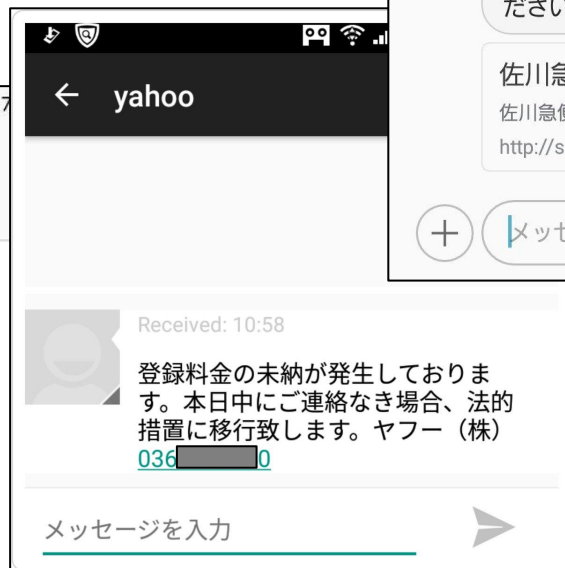 ださい
佐川急
佐川急便
http://s
メッセ
yahoo
Received: 10:58
登録料金の未納が発生しておりま
す。本日中にご連絡なき場合、法的
措置に移行致します。ヤフー（株）
036 0
メッセージを入力